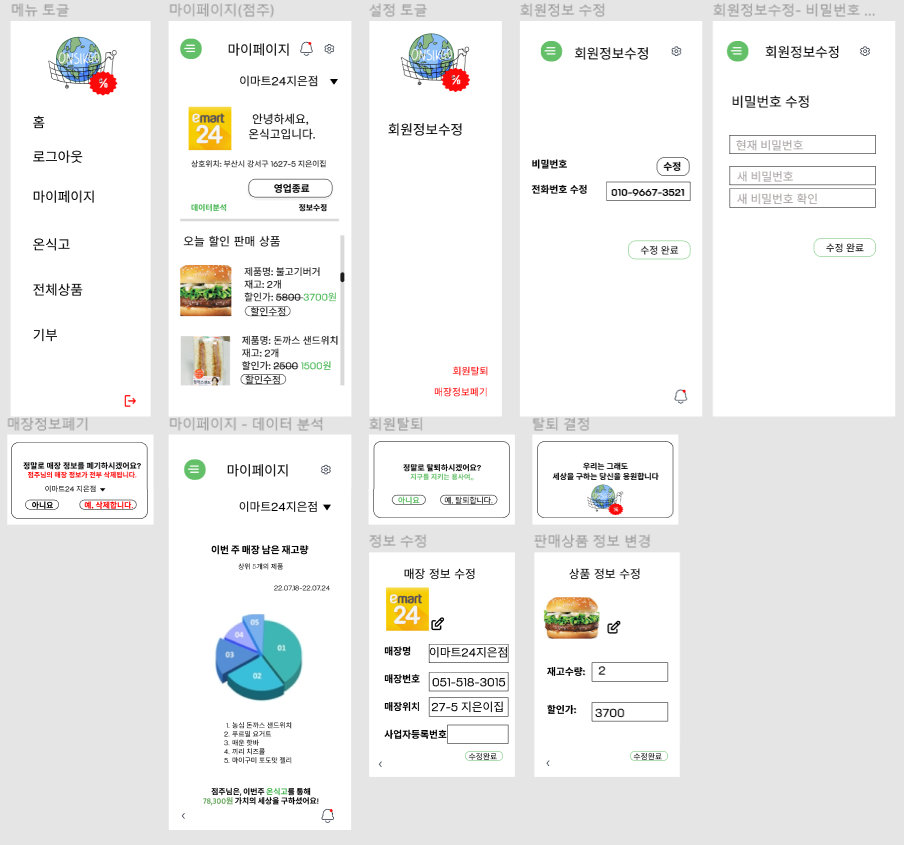 메뉴 토글
ONSIKGO
%
홈
로그아웃
마이페이지
온식고
전체상품
기부
마이페이지(점주)
마이페이지
이마트24지은점 ▼
emart
24
안녕하세요,
온식고입니다.
상호위치: 부산시 강서구 1627-5 지은이집
영업종료
데이터분석
정보수정
오늘 할인 판매 상품
제품명: 불고기버거
재고: 2개
할인가: 5800 3700원
할인수정
제품명: 돈까스 샌드위치
재고: 2개
할인가: 2500 1500원
할인수정
설정 토글
ONSIKGO
%
회원정보수정
회원탈퇴
매장정보폐기
회원정보 수정
회원정보수정
비밀번호
수정
전화번호 수정
010-9667-3521
수정 완료
회원정보수정- 비밀번호 ...
회원정보수정
비밀번호 수정
현재 비밀번호
새 비밀번호
새 비밀번호 확인
수정 완료
매장정보폐기
정말로 매장 정보를 폐기하시겠어요?
점주님의 매장 정보가 전부 삭제됩니다.
이마트24 지은점 ▼
아니요
예, 삭제합니다.
마이페이지 - 데이터 분석
마이페이지
이마트24지은점 ▼
이번 주 매장 남은 재고량
상위 5개의 제품
22.07.18-22.07.24
05
04
01
03
02
1. 농심 돈까스 샌드위치
2. 푸르밀 요거트
3. 매운 핫바
4. 끼리 치즈롤
5. 마이구미 포도맛 젤리
점주님은, 이번주 온식고를 통해
78,300원 가치의 세상을 구하셨어요!
<
회원탈퇴
정말로 탈퇴하시겠어요?
지구를 지키는 용사여..
아니요
예, 탈퇴합니다.
탈퇴 결정
우리는 그래도
세상을 구하는 당신을 응원합니다
정보 수정
매장 정보 수정
emart
24
매장명
이마트24지은점
매장번호
051-518-3015
매장위치
27-5 지은이집
사업자등록번호
수정완료
<
판매상품 정보 변경
상품 정보 수정
재고수량:
2
할인가:
3700
수정완료
<